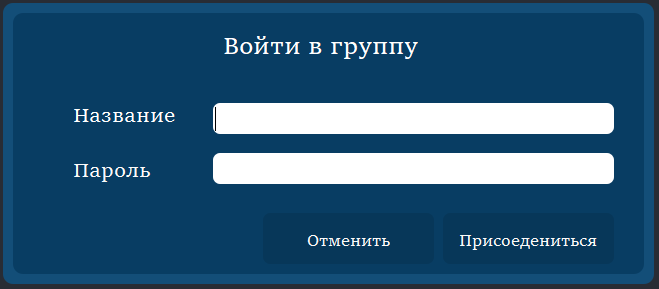 Войти в группу
Название
Пароль
Отменить
Присоедениться